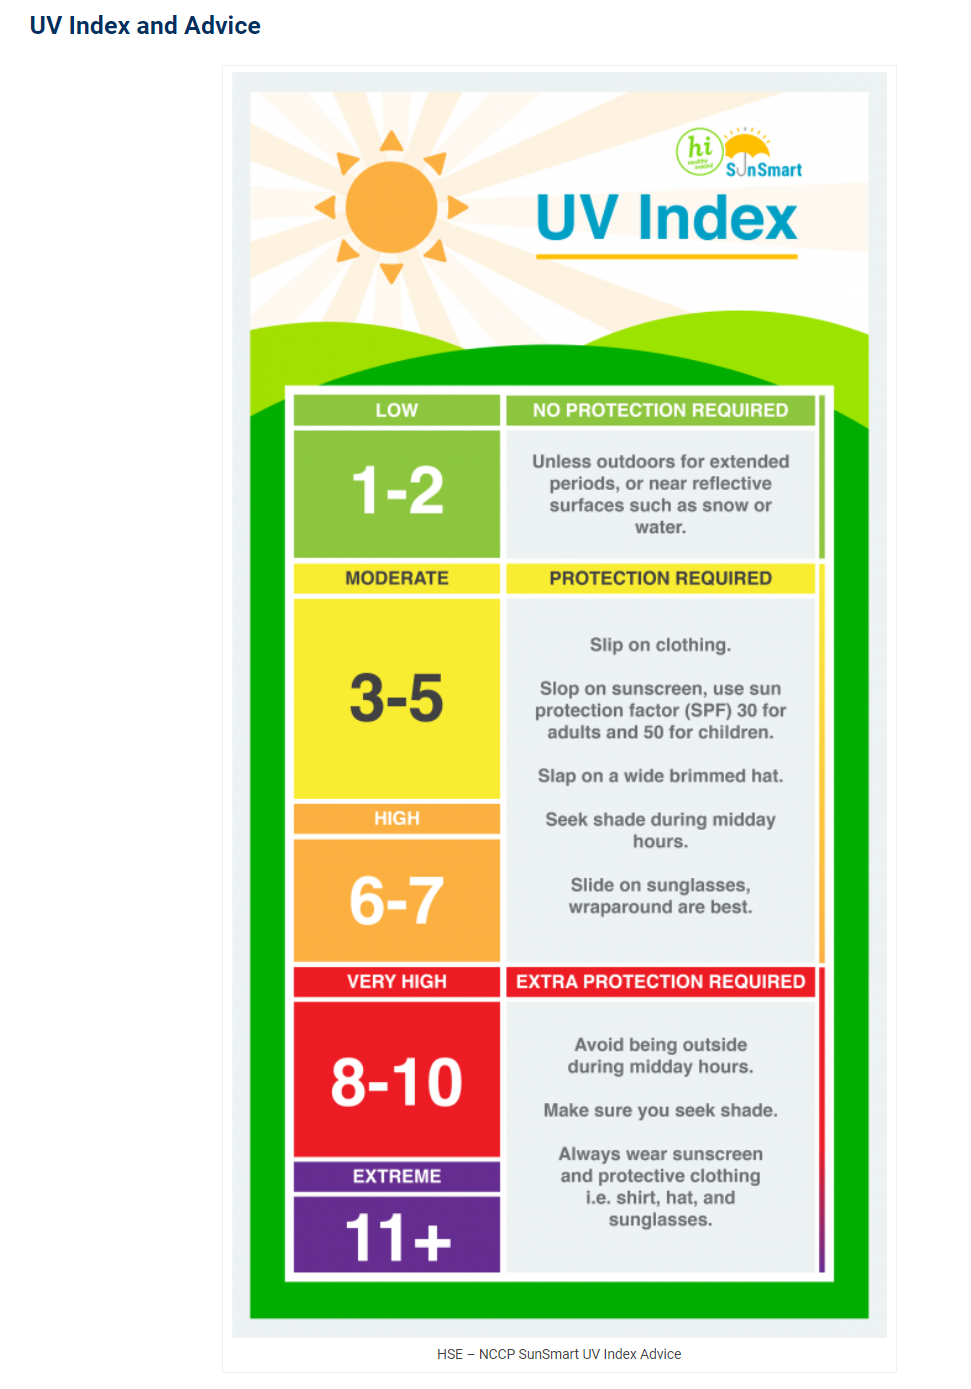 UV Index and Advice
hi
Healthy
Ireland
SunSmart
UV Index
LOW
NO PROTECTION REQUIRED
1-2
Unless outdoors for extended
periods, or near reflective
surfaces such as snow or
water.
MODERATE
PROTECTION REQUIRED
3-5
Slip on clothing.
Slop on sunscreen, use sun
protection factor (SPF) 30 for
adults and 50 for children.
Slap on a wide brimmed hat.
HIGH
Seek shade during midday
hours.
6-7
Slide on sunglasses,
wraparound are best.
VERY HIGH
EXTRA PROTECTION REQUIRED
8-10
Avoid being outside
during midday hours.
Make sure you seek shade.
Always wear sunscreen
and protective clothing
i.e. shirt, hat, and
sunglasses.
EXTREME
11+
HSE – NCCP SunSmart UV Index Advice